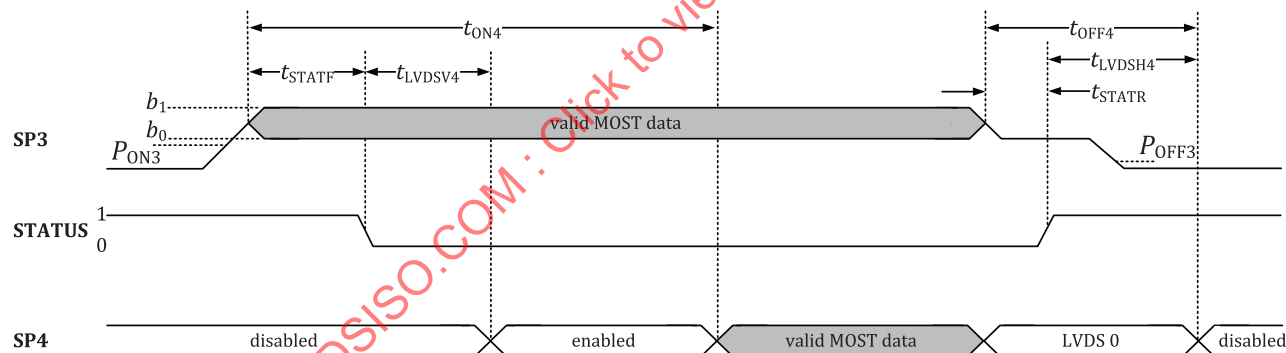 tON4 tOFF4
tSTATF tLVDSV4 tLVDSH4
b1 tSTATR
valid MOST data
b0
SP3
PON3 POFF3
1
STATUS
0
SP4 disabled enabled valid MOST data LVDS 0 disabled
DSISO.COM : Click to vie